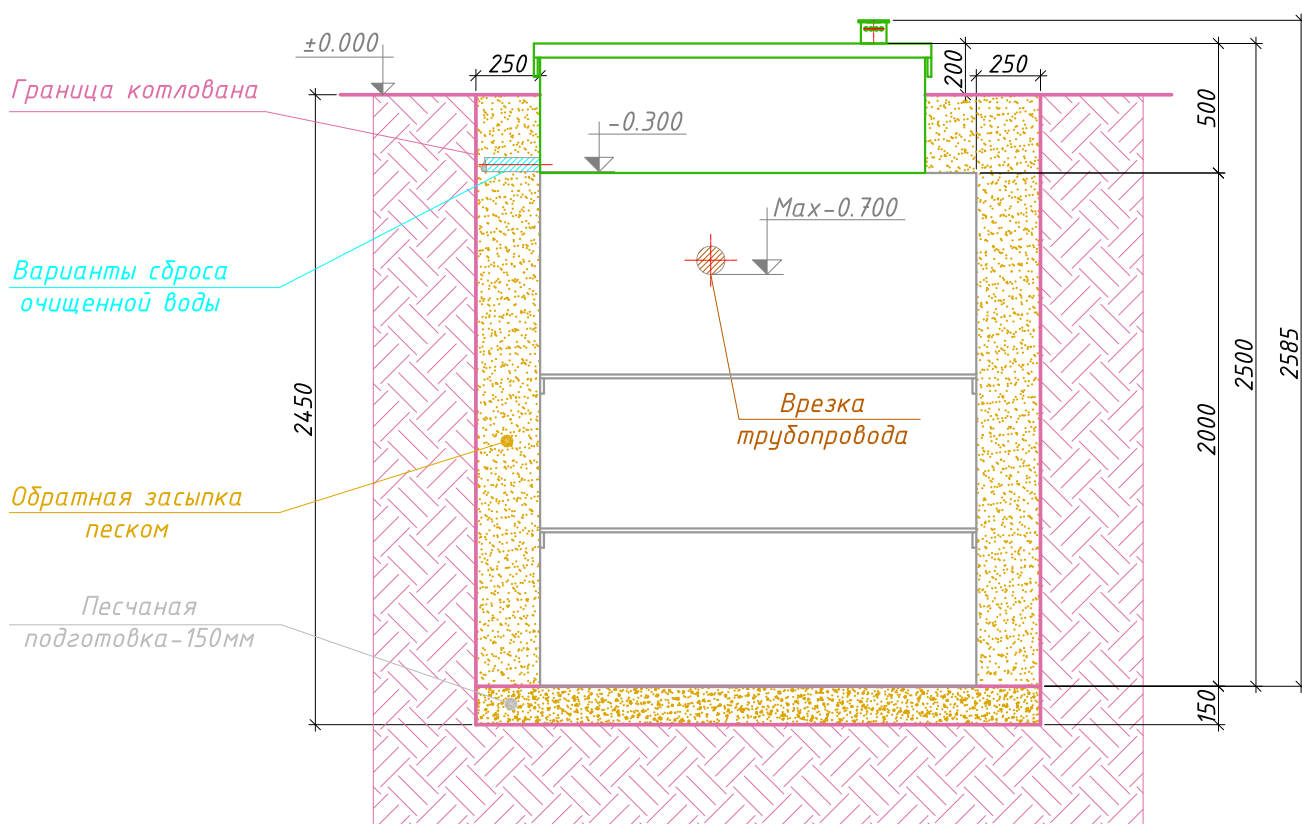 ±0.000
250
200
250
Граница котлована
500
-0.300
Max-0.700
Варианты сброса
очищенной воды
2585
2500
2450
Врезка
трубопровода
2000
Обратная засыпка
песком
Песчаная
подготовка-150мм
150